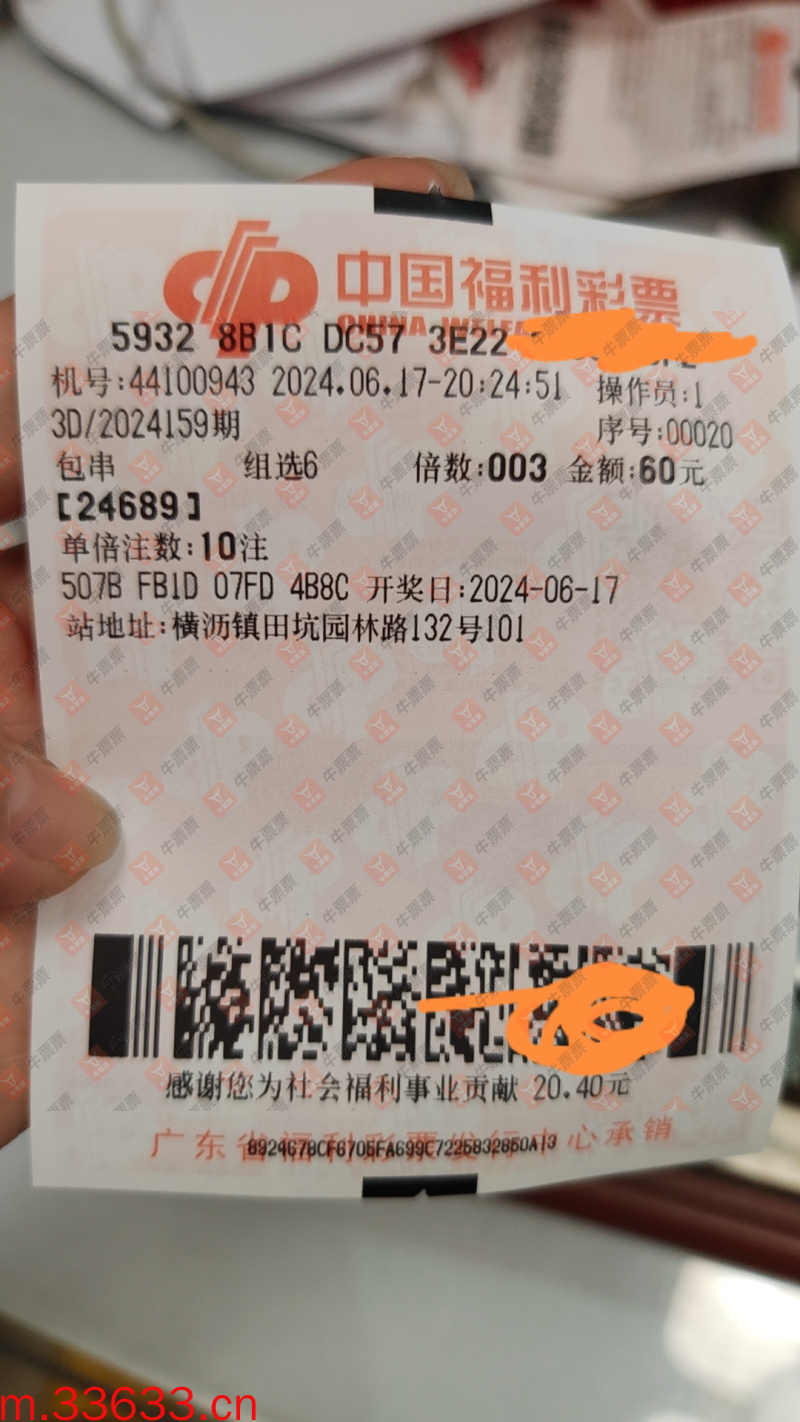 中国福利彩票
CHINA WELF
5932 8B1C DC57 3E22
机号:44100943 2024.06.17-20:24:51 操作员:1
3D/2024159期 序号:00020
包串 组选6 倍数:003 金额:60元
[24689]
单倍注数:10注
507B FB1D 07FD 4B8C 开奖日:2024-06-17
站地址:横沥镇田坑园林路132号101
牛票票
感谢您为社会福利事业贡献 20.40元
广东省福利彩票发行中心承销
m.33633.cn